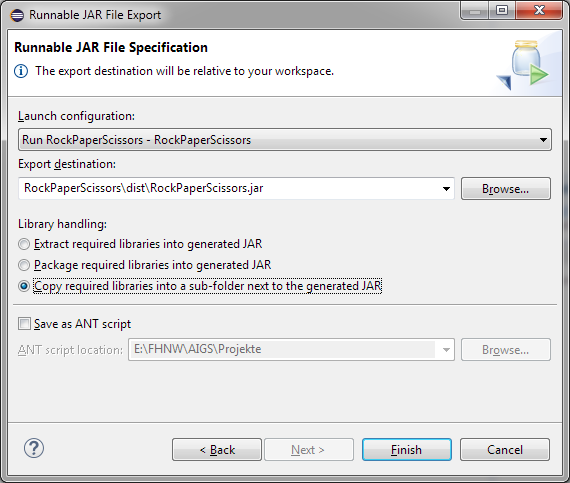 Runnable JAR File Export
Runnable JAR File Specification
The export destination will be relative to your workspace.
Launch configuration:
Run RockPaperScissors - RockPaperScissors
Export destination:
RockPaperScissors\dist\RockPaperScissors.jar
Browse...
Library handling:
Extract required libraries into generated JAR
Package required libraries into generated JAR
Copy required libraries into a sub-folder next to the generated JAR
Save as ANT script
ANT script location:
E:\FHNW\AIGS\Projekte
Browse...
?
< Back
Next >
Finish
Cancel